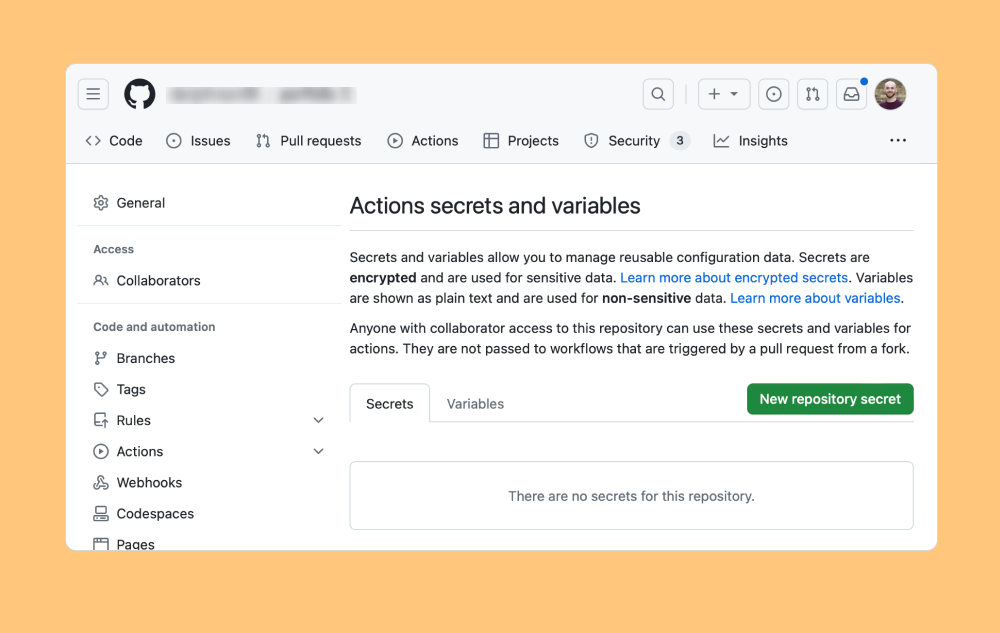 Code Issues Pull requests Actions Projects Security 3 Insights
General
Access
Collaborators
Code and automation
Branches
Tags
Rules
Actions
Webhooks
Codespaces
Pages
Actions secrets and variables
Secrets and variables allow you to manage reusable configuration data. Secrets are
encrypted and are used for sensitive data. Learn more about encrypted secrets. Variables
are shown as plain text and are used for non-sensitive data. Learn more about variables.
Anyone with collaborator access to this repository can use these secrets and variables for
actions. They are not passed to workflows that are triggered by a pull request from a fork.
Secrets Variables New repository secret
There are no secrets for this repository.